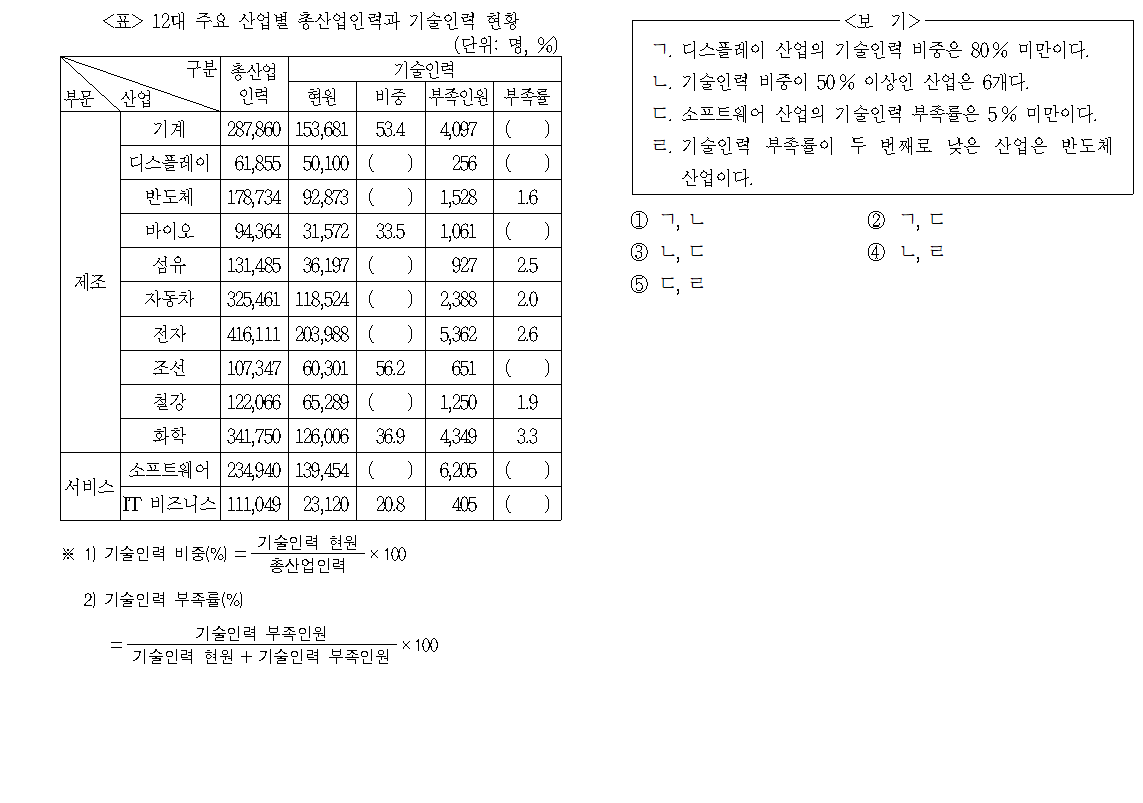 <표> 12대 주요 산업별 총산업인력과 기술인력 현황
(단위: 명, %)
구분 부문 산업 총산업인력 기술인력
현원 비중 부족인원 부족률
제조 기계 287,860 153,681 53.4 4,097 ( )
디스플레이 61,855 50,100 ( ) 256 ( )
반도체 178,734 92,873 ( ) 1,528 1.6
바이오 94,364 31,572 33.5 1,061 ( )
섬유 131,485 36,197 ( ) 927 2.5
자동차 325,461 118,524 ( ) 2,388 2.0
전자 416,111 203,988 ( ) 5,362 2.6
조선 107,347 60,301 56.2 651 ( )
철강 122,066 65,289 ( ) 1,250 1.9
화학 341,750 126,006 36.9 4,349 3.3
서비스 소프트웨어 234,940 139,454 ( ) 6,205 ( )
IT 비즈니스 111,049 23,120 20.8 405 ( )
※ 1) 기술인력 비중(%) = 기술인력 현원 / 총산업인력 × 100
2) 기술인력 부족률(%)
= 기술인력 부족인원 / 기술인력 현원 + 기술인력 부족인원 × 100
<보 기>
ㄱ. 디스플레이 산업의 기술인력 비중은 80% 미만이다.
ㄴ. 기술인력 비중이 50% 이상인 산업은 6개다.
ㄷ. 소프트웨어 산업의 기술인력 부족률은 5% 미만이다.
ㄹ. 기술인력 부족률이 두 번째로 낮은 산업은 반도체
산업이다.
① ㄱ, ㄴ ② ㄱ, ㄷ
③ ㄴ, ㄷ ④ ㄴ, ㄹ
⑤ ㄷ, ㄹ